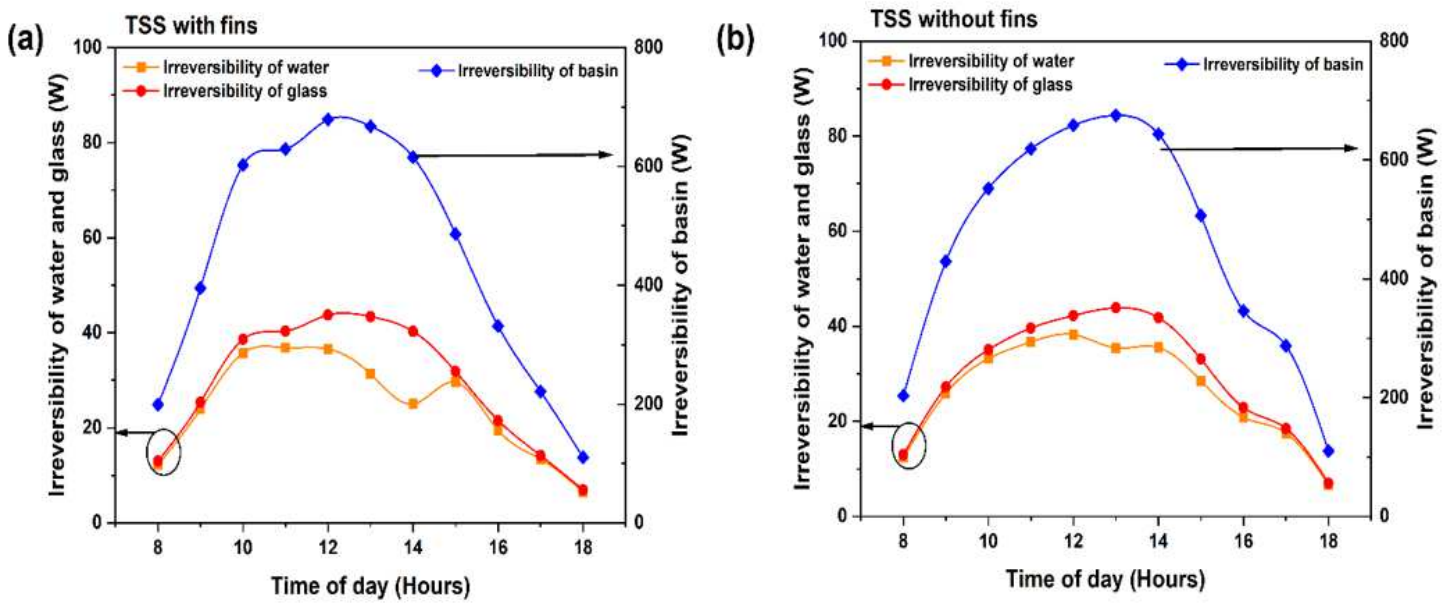 (a)
TSS with fins
Irreversibility of water
Irreversibility of glass
Irreversibility of basin
Irreversibility of water and glass (W)
100
80
60
40
20
0
800
600
400
200
0
Irreversibility of basin (W)
8 10 12 14 16 18
Time of day (Hours)
(b)
TSS without fins
Irreversibility of water
Irreversibility of glass
Irreversibility of basin
Irreversibility of water and glass (W)
100
80
60
40
20
0
800
600
400
200
0
Irreversibility of basin (W)
8 10 12 14 16 18
Time of day (Hours)